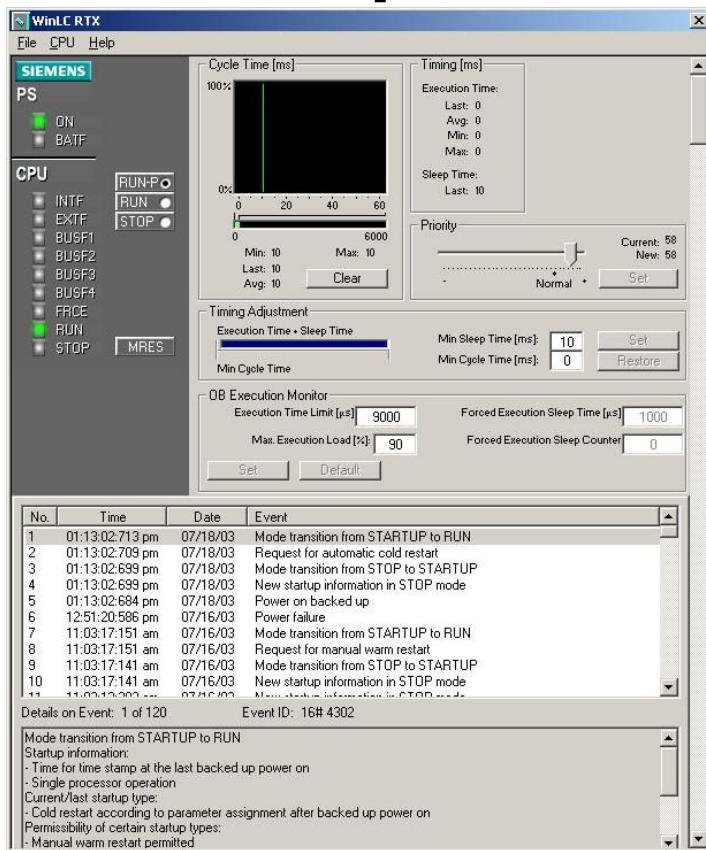 WinLC RTX
File CPU Help
SIEMENS
PS
ON
BATF
CPU
RUN-P
RUN
STOP
INTF
EXTF
BUSF1
BUSF2
BUSF3
BUSF4
FRCE
RUN
STOP
MRES
Cycle Time [ms]
100%
0%
0 20 40 60
0 6000
Min: 10 Max: 10
Last: 10
Avg: 10
Clear
Timing [ms]
Execution Time:
Last: 0
Avg: 0
Min: 0
Max: 0
Sleep Time:
Last: 10
Priority
Current: 58
New: 58
- Normal +
Set
Timing Adjustment
Execution Time + Sleep Time
Min Cycle Time
Min Sleep Time [ms]: 10 Set
Min Cycle Time [ms]: 0 Restore
OB Execution Monitor
Execution Time Limit [µs] 9000 Forced Execution Sleep Time [µs] 1000
Max. Execution Load [%]: 90 Forced Execution Sleep Counter 0
Set Default
No. Time Date Event
1 01:13:02:713 pm 07/18/03 Mode transition from STARTUP to RUN
2 01:13:02:709 pm 07/18/03 Request for automatic cold restart
3 01:13:02:699 pm 07/18/03 Mode transition from STOP to STARTUP
4 01:13:02:699 pm 07/18/03 New startup information in STOP mode
5 01:13:02:684 pm 07/18/03 Power on backed up
6 12:51:20:586 pm 07/16/03 Power failure
7 11:03:17:151 am 07/16/03 Mode transition from STARTUP to RUN
8 11:03:17:151 am 07/16/03 Request for manual warm restart
9 11:03:17:141 am 07/16/03 Mode transition from STOP to STARTUP
10 11:03:17:141 am 07/16/03 New startup information in STOP mode
Details on Event: 1 of 120 Event ID: 16# 4302
Mode transition from STARTUP to RUN
Startup information:
- Time for time stamp at the last backed up power on
- Single processor operation
Current/last startup type:
- Cold restart according to parameter assignment after backed up power on
Permissibility of certain startup types:
- Manual warm restart permitted